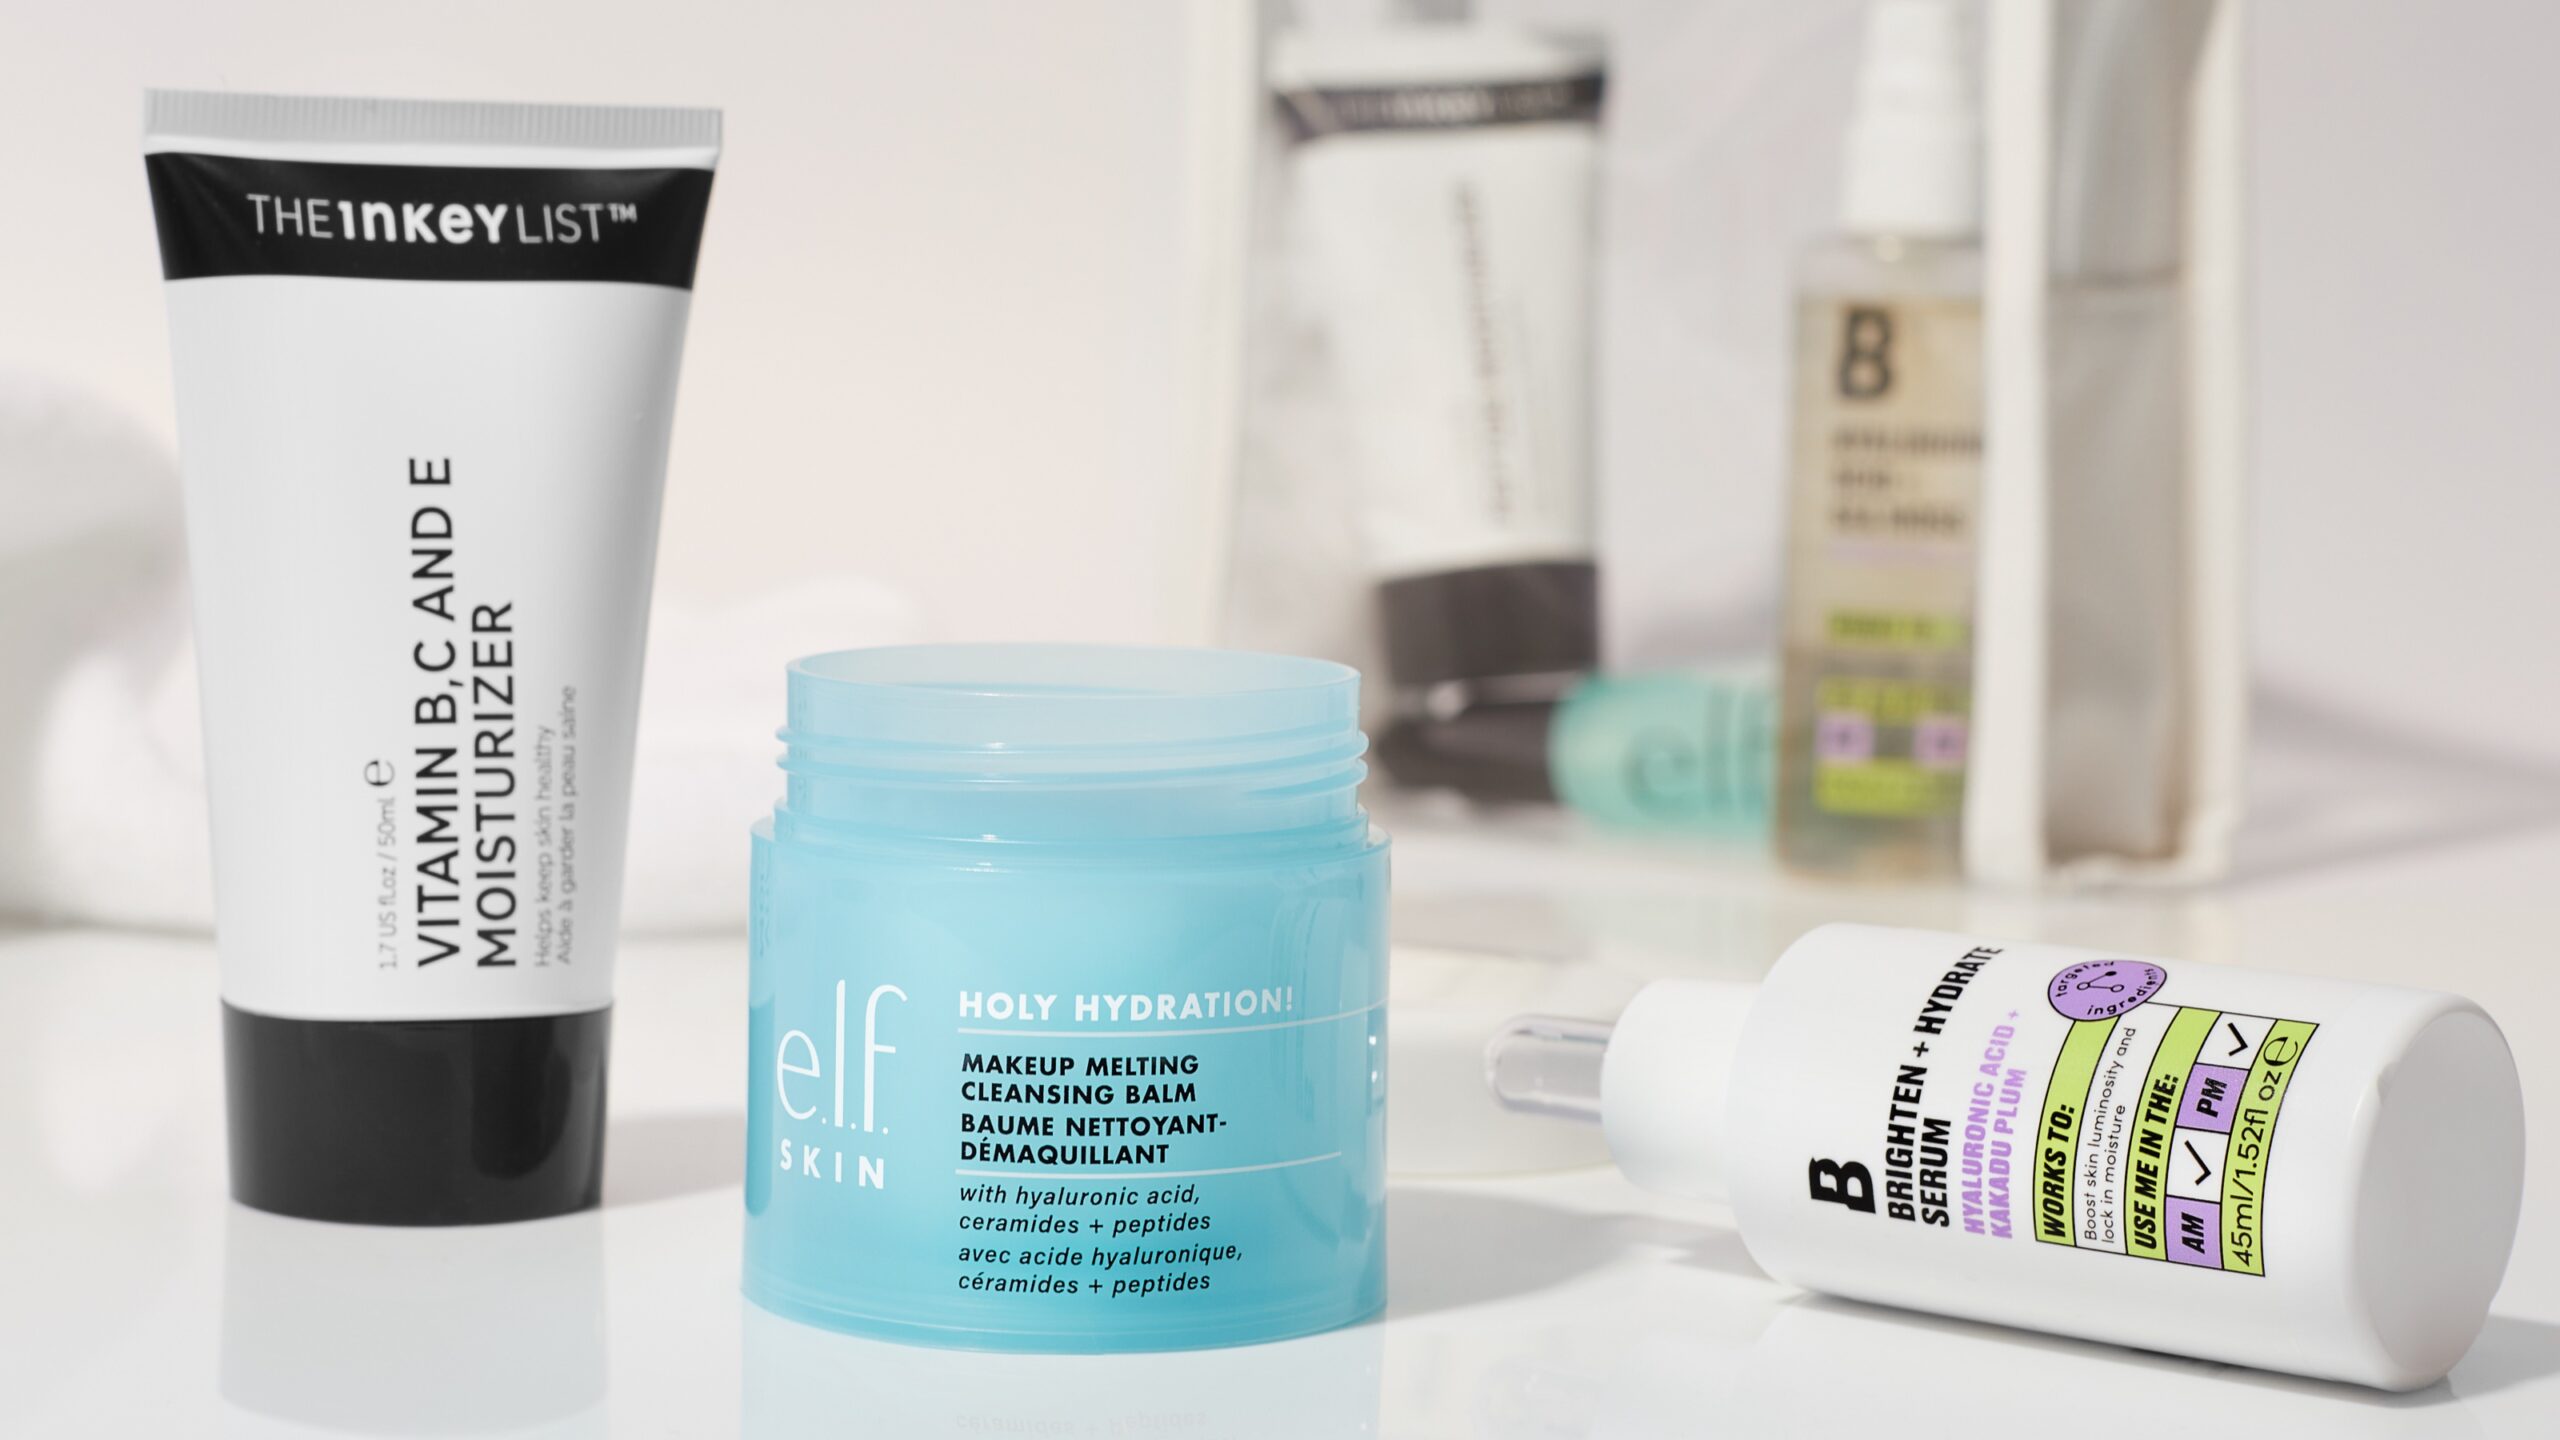 THE INKEY LIST™
1.7 US fl.oz / 50ml ℮
VITAMIN B, C AND E
MOISTURIZER
Helps keep skin healthy
Aide à garder la peau saine
e.l.f.
SKIN
HOLY HYDRATION!
MAKEUP MELTING
CLEANSING BALM
BAUME NETTOYANT-
DÉMAQUILLANT
with hyaluronic acid,
ceramides + peptides
avec acide hyaluronique,
céramides + peptides
B
BRIGHTEN + HYDRATE
SERUM
HYALURONIC ACID +
KAKADU PLUM
targeted
ingredients
WORKS TO:
Boost skin luminosity and
lock in moisture
USE ME IN THE:
AM ✓ PM ✓
45ml/1.52fl oz ℮
B
elf